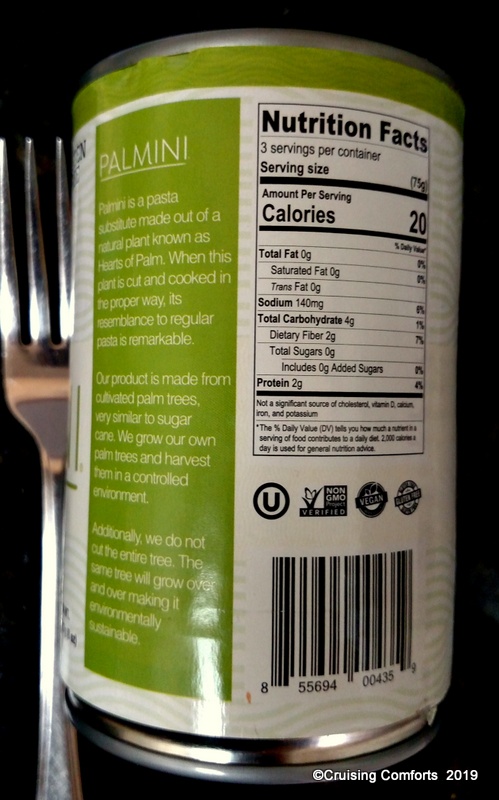 PALMINI
Palmini is a pasta
substitute made out of a
natural plant known as
Hearts of Palm. When this
plant is cut and cooked in
the proper way, its
resemblance to regular
pasta is remarkable.
Our product is made from
cultivated palm trees,
very similar to sugar
cane. We grow our own
palm trees and harvest
them in a controlled
environment.
Additionally, we do not
cut the entire tree. The
same tree will grow over
and over making it
environmentally
sustainable.
Nutrition Facts
3 servings per container
Serving size (75g)
Amount Per Serving
Calories 20
% Daily Value*
Total Fat 0g 0%
Saturated Fat 0g 0%
Trans Fat 0g
Sodium 140mg 6%
Total Carbohydrate 4g 1%
Dietary Fiber 2g 7%
Total Sugars 0g
Includes 0g Added Sugars 0%
Protein 2g 4%
Not a significant source of cholesterol, vitamin D, calcium,
iron, and potassium
*The % Daily Value (DV) tells you how much a nutrient in a
serving of food contributes to a daily diet. 2,000 calories a
day is used for general nutrition advice.
U
NON
GMO
Project
VERIFIED
VEGAN
GLUTEN FREE
8 55694 00435 9
©Cruising Comforts 2019